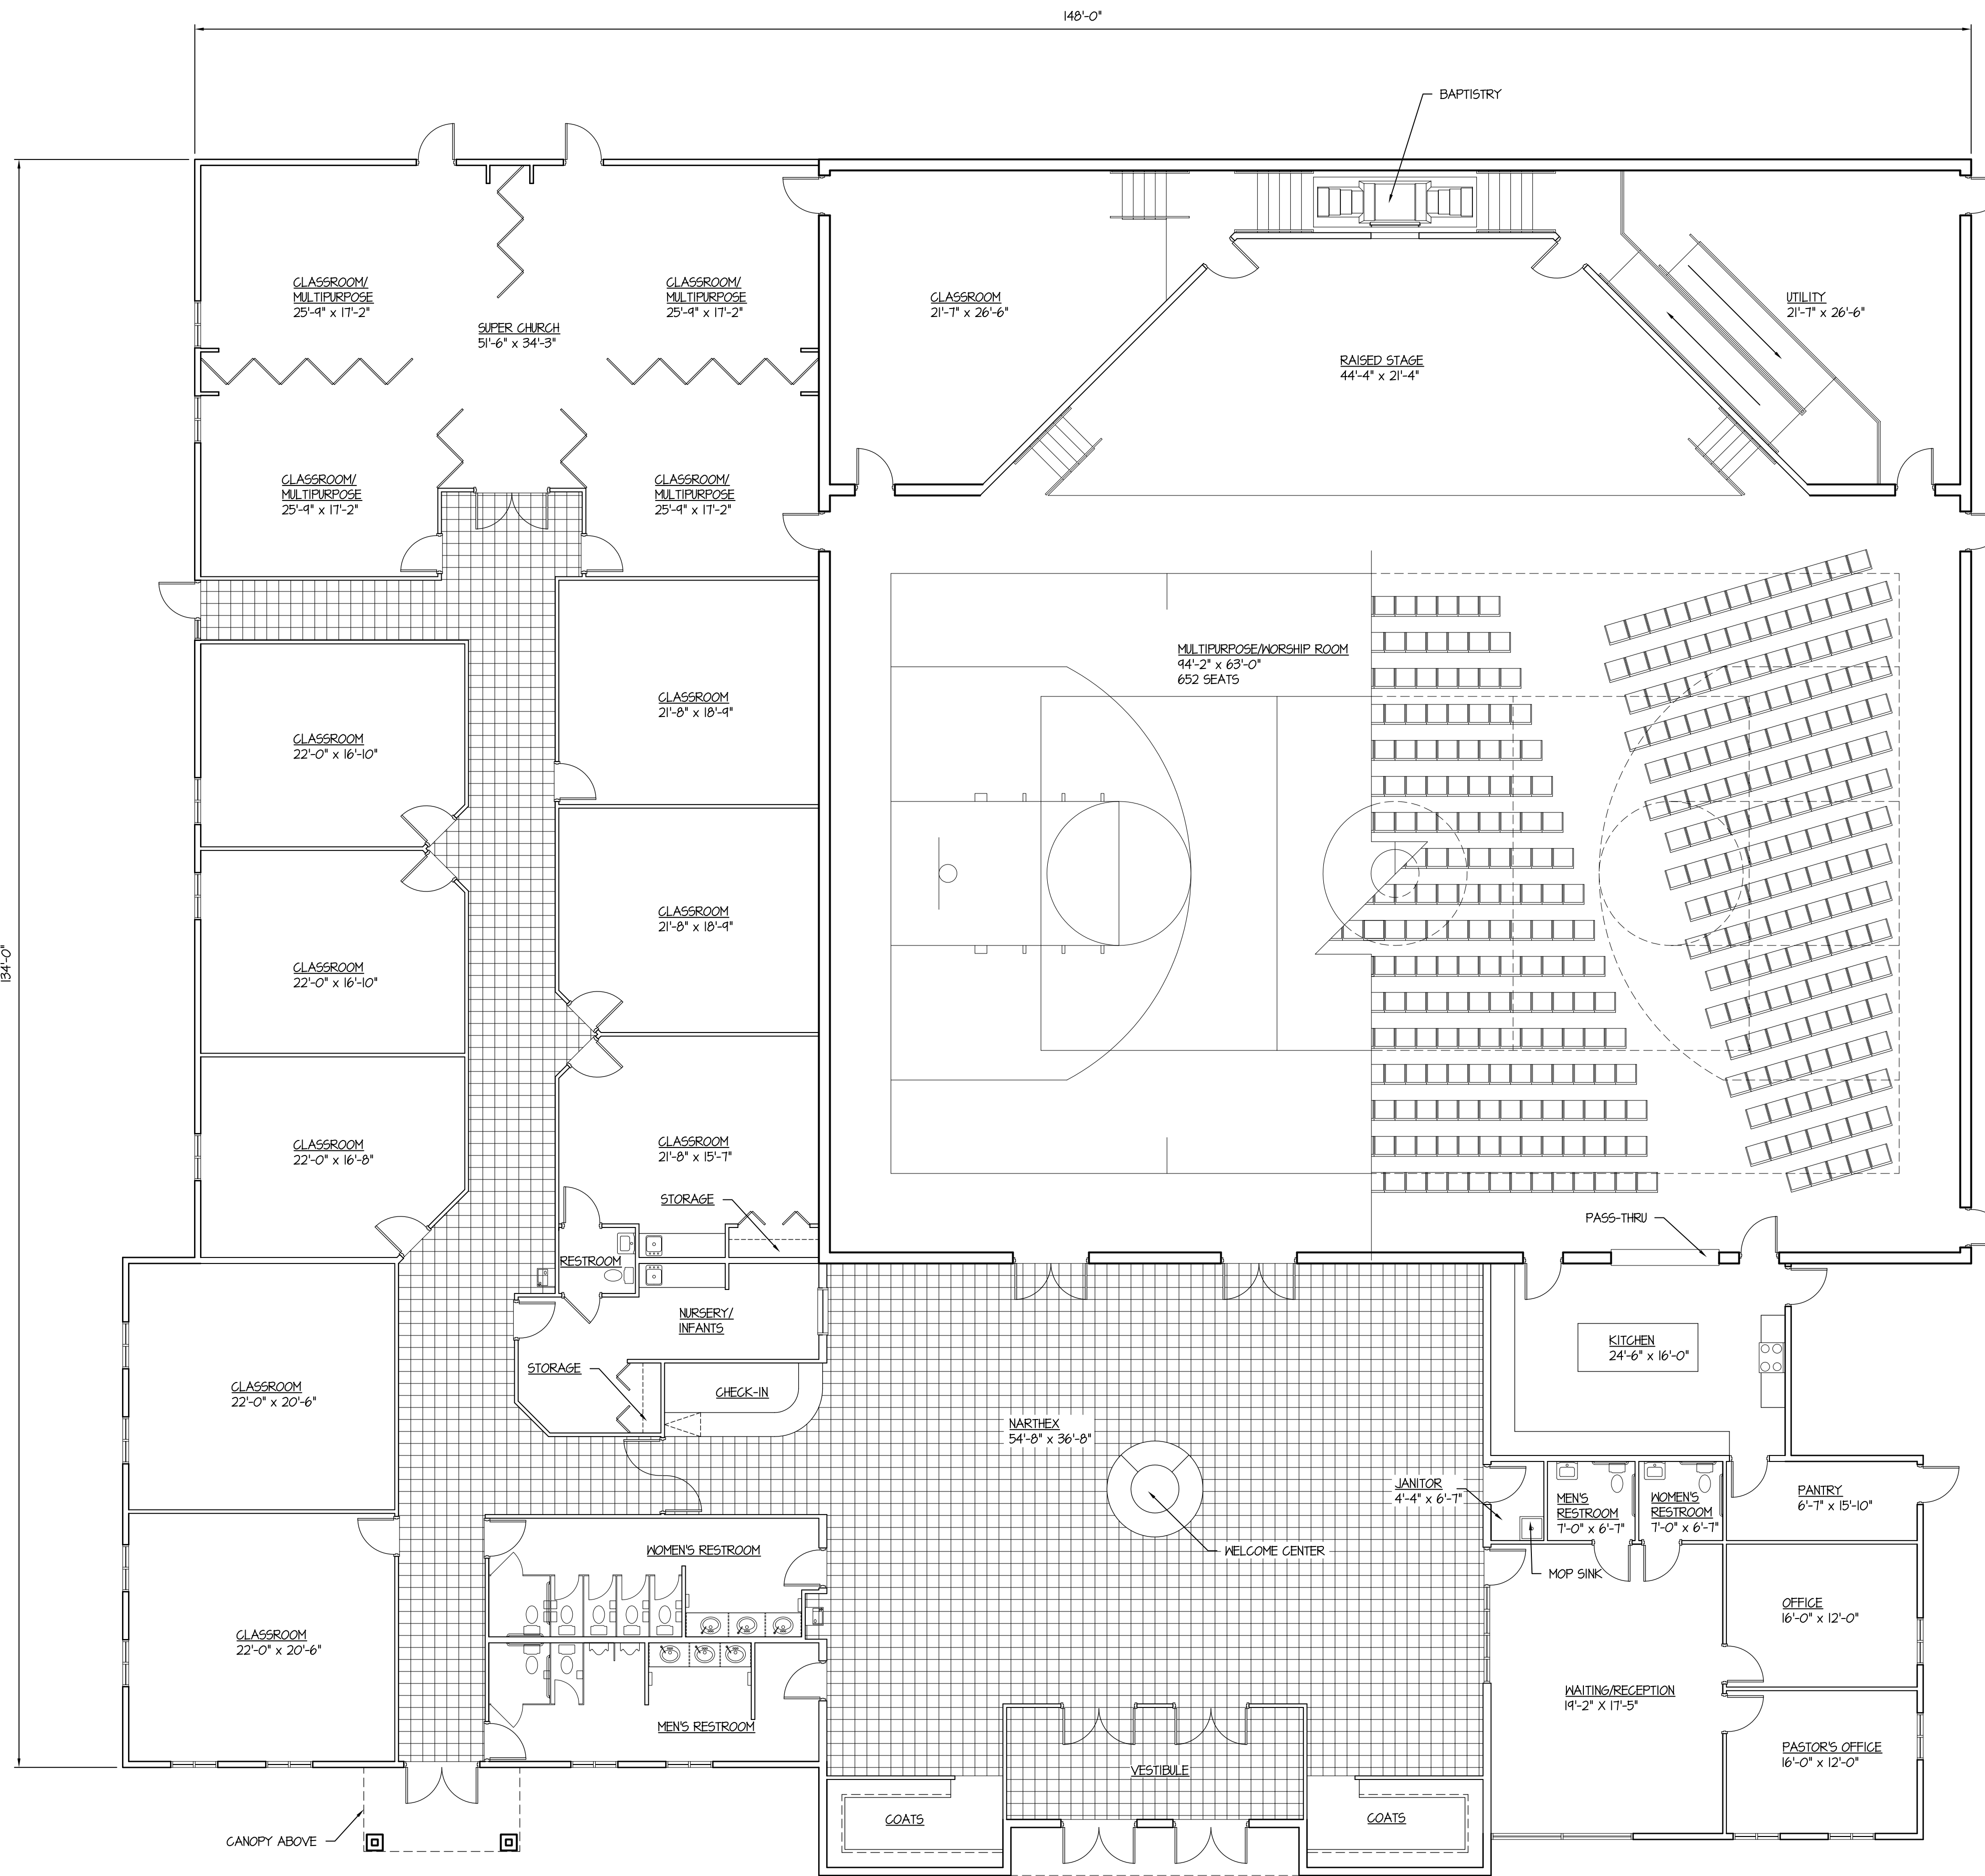 148'-0"
BAPTISTRY
CLASSROOM/
MULTIPURPOSE
25'-9" x 17'-2"
CLASSROOM/
MULTIPURPOSE
25'-9" x 17'-2"
SUPER CHURCH
51'-6" x 34'-3"
CLASSROOM
21'-7" x 26'-6"
UTILITY
21'-7" x 26'-6"
RAISED STAGE
44'-4" x 21'-4"
CLASSROOM/
MULTIPURPOSE
25'-9" x 17'-2"
CLASSROOM/
MULTIPURPOSE
25'-9" x 17'-2"
MULTIPURPOSE/WORSHIP ROOM
94'-2" x 63'-0"
652 SEATS
CLASSROOM
21'-8" x 18'-9"
CLASSROOM
22'-0" x 16'-10"
CLASSROOM
21'-8" x 18'-9"
134'-0"
CLASSROOM
22'-0" x 16'-10"
CLASSROOM
22'-0" x 16'-8"
CLASSROOM
21'-8" x 15'-7"
STORAGE
PASS-THRU
RESTROOM
NURSERY/
INFANTS
KITCHEN
24'-6" x 16'-0"
STORAGE
CHECK-IN
CLASSROOM
22'-0" x 20'-6"
NARTHEX
54'-8" x 36'-8"
JANITOR
4'-4" x 6'-7"
MEN'S
RESTROOM
7'-0" x 6'-7"
WOMEN'S
RESTROOM
7'-0" x 6'-7"
PANTRY
6'-7" x 15'-10"
WOMEN'S RESTROOM
WELCOME CENTER
MOP SINK
CLASSROOM
22'-0" x 20'-6"
OFFICE
16'-0" x 12'-0"
WAITING/RECEPTION
19'-2" X 17'-5"
MEN'S RESTROOM
PASTOR'S OFFICE
16'-0" x 12'-0"
VESTIBULE
COATS
COATS
CANOPY ABOVE